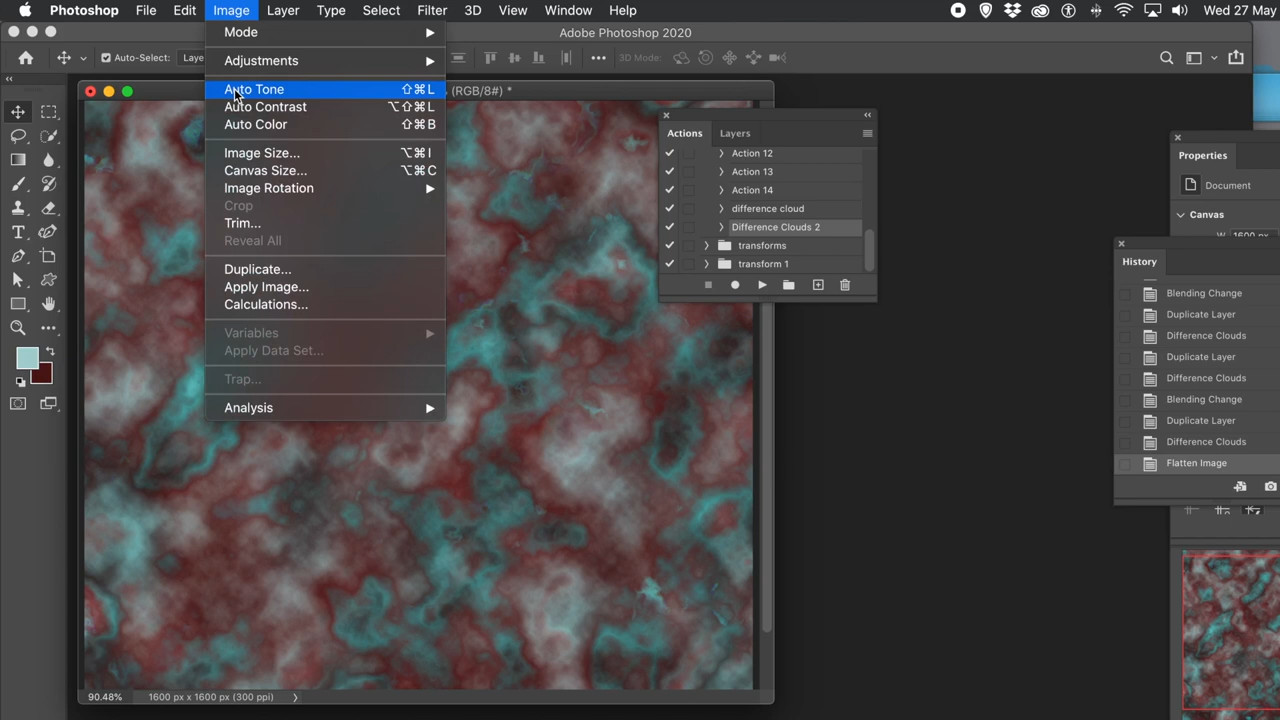 Photoshop File Edit Image Layer Type Select Filter 3D View Window Help Wed 27 May
Adobe Photoshop 2020
Auto-Select: Laye
3D Mode:
(RGB/8#) *
Mode
Adjustments
Auto Tone ⇧⌘L
Auto Contrast ⌥⇧⌘L
Auto Color ⇧⌘B
Image Size... ⌥⌘I
Canvas Size... ⌥⌘C
Image Rotation
Crop
Trim...
Reveal All
Duplicate...
Apply Image...
Calculations...
Variables
Apply Data Set...
Trap...
Analysis
Actions Layers
Action 12
Action 13
Action 14
difference cloud
Difference Clouds 2
transforms
transform 1
Properties
Document
Canvas
W 1600 px
History
Blending Change
Duplicate Layer
Difference Clouds
Duplicate Layer
Difference Clouds
Blending Change
Duplicate Layer
Difference Clouds
Flatten Image
90.48% 1600 px x 1600 px (300 ppi)